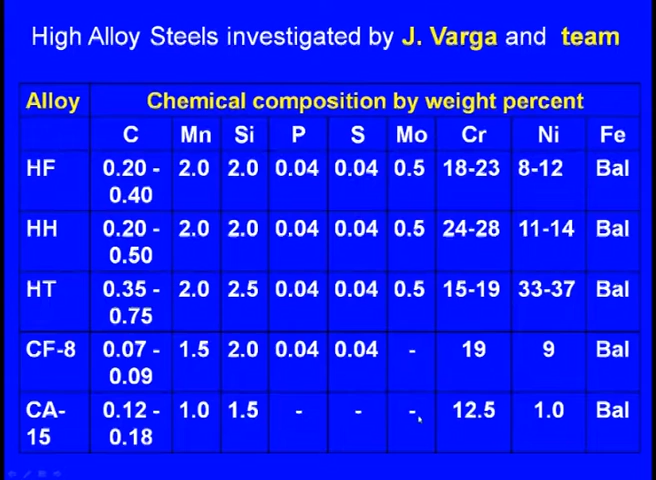 High Alloy Steels investigated by J. Varga and team
Alloy Chemical composition by weight percent
C Mn Si P S Mo Cr Ni Fe
HF 0.20 - 2.0 2.0 0.04 0.04 0.5 18-23 8-12 Bal
0.40
HH 0.20 - 2.0 2.0 0.04 0.04 0.5 24-28 11-14 Bal
0.50
HT 0.35 - 2.0 2.5 0.04 0.04 0.5 15-19 33-37 Bal
0.75
CF-8 0.07 - 1.5 2.0 0.04 0.04 - 19 9 Bal
0.09
CA- 0.12 - 1.0 1.5 - - - 12.5 1.0 Bal
15 0.18